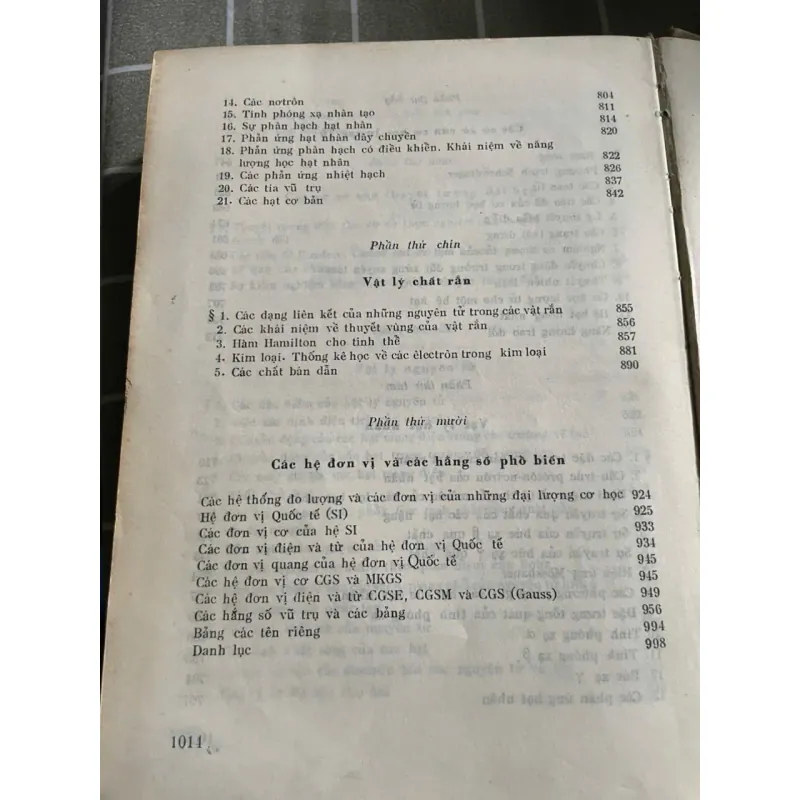 14. Các nơtrôn 804
15. Tính phóng xạ nhân tạo 811
16. Sự phân hạch hạt nhân 814
17. Phản ứng hạt nhân dây chuyền 820
18. Phản ứng phân hạch có điều khiển. Khái niệm về năng
lượng học hạt nhân 822
19. Các phản ứng nhiệt hạch 826
20. Các tia vũ trụ 837
21. Các hạt cơ bản 842
Phần thứ chín
Vật lý chất rắn
§ 1. Các dạng liên kết của những nguyên tử trong các vật rắn 855
2. Các khái niệm về thuyết vùng của vật rắn 856
3. Hàm Hamilton cho tinh thể 857
4. Kim loại. Thống kê học về các êlectrôn trong kim loại 881
5. Các chất bán dẫn 890
Phần thứ mười
Các hệ đơn vị và các hằng số phổ biến
Các hệ thống đo lượng và các đơn vị của những đại lượng cơ học 924
Hệ đơn vị Quốc tế (SI) 925
Các đơn vị cơ của hệ SI 933
Các đơn vị điện và từ của hệ đơn vị Quốc tế 934
Các đơn vị quang của hệ đơn vị Quốc tế 945
Các hệ đơn vị cơ CGS và MKGS 945
Các hệ đơn vị điện và từ CGSE, CGSM và CGS (Gauss) 949
Các hằng số vũ trụ và các bảng 956
Bảng các tên riêng 994
Danh lục 998
1014